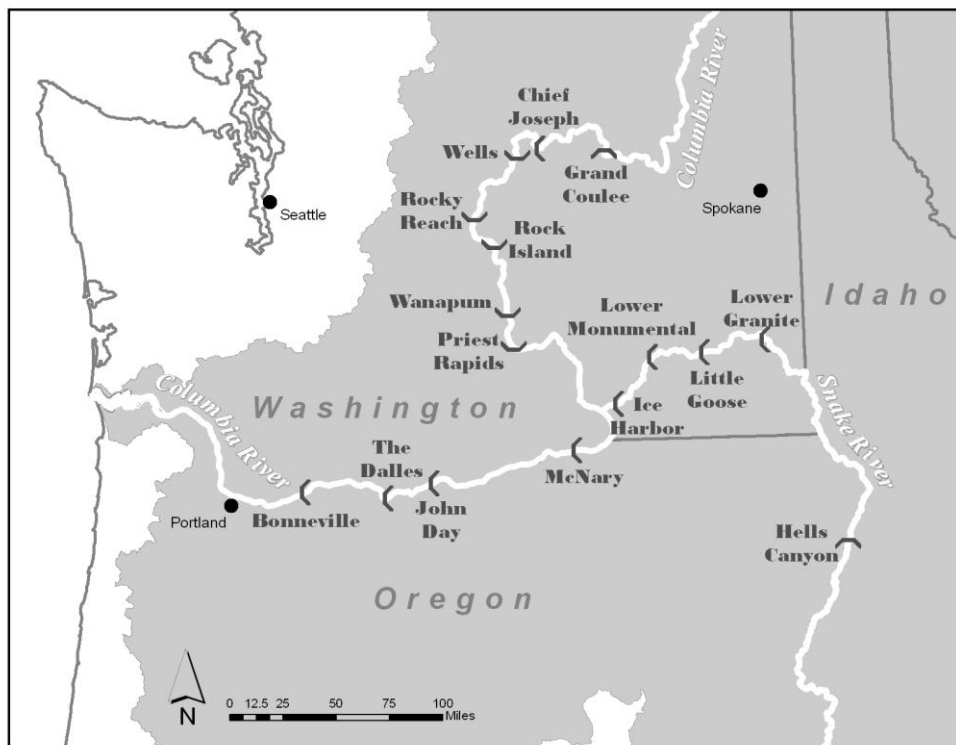 Chief
Joseph
Columbia River
Wells
Grand
Coulee
Spokane
Rocky
Reach
Seattle
Rock
Island
Idaho
Wanapum
Lower
Monumental
Lower
Granite
Priest
Rapids
Little
Goose
Columbia River
Washington
Ice
Harbor
Snake River
The
Dalles
McNary
Portland
Bonneville
John
Day
Hells
Canyon
Oregon
N
0 12.5 25 50 75 100
Miles